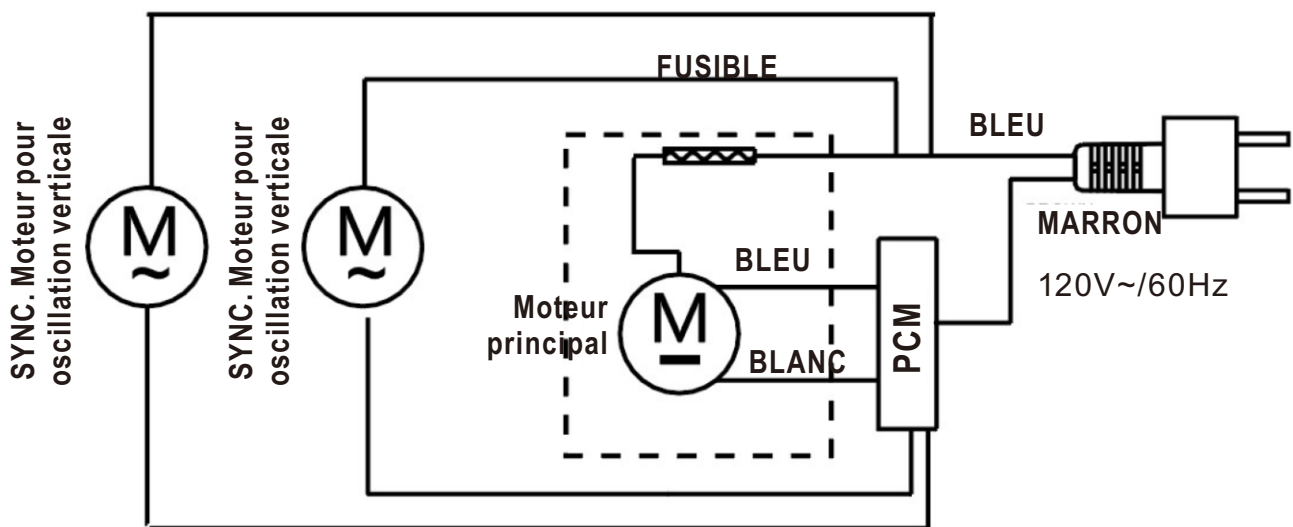 FUSIBLE
BLEU
SYNC. Moteur pour
oscillation verticale
M
~
SYNC. Moteur pour
oscillation verticale
M
~
MARRON
120V~/60Hz
BLEU
Moteur
principal
M
BLANC
PCM